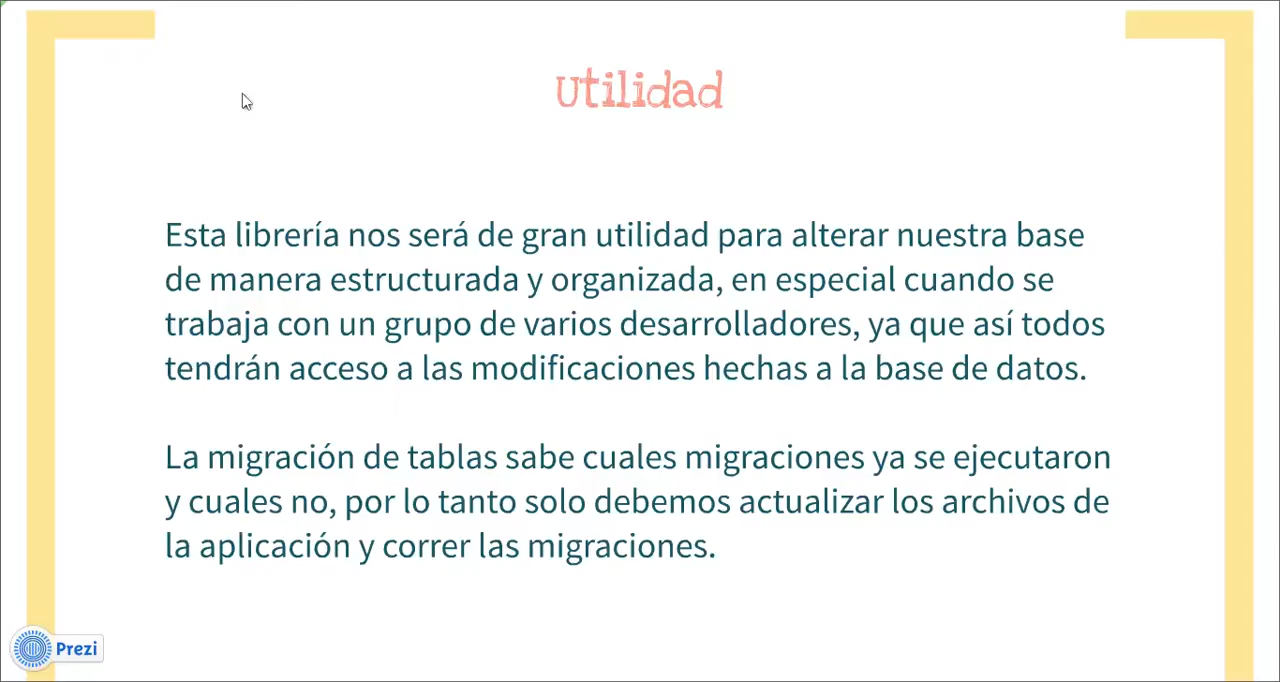 Utilidad
Esta librería nos será de gran utilidad para alterar nuestra base
de manera estructurada y organizada, en especial cuando se
trabaja con un grupo de varios desarrolladores, ya que así todos
tendrán acceso a las modificaciones hechas a la base de datos.
La migración de tablas sabe cuales migraciones ya se ejecutaron
y cuales no, por lo tanto solo debemos actualizar los archivos de
la aplicación y correr las migraciones.
Prezi